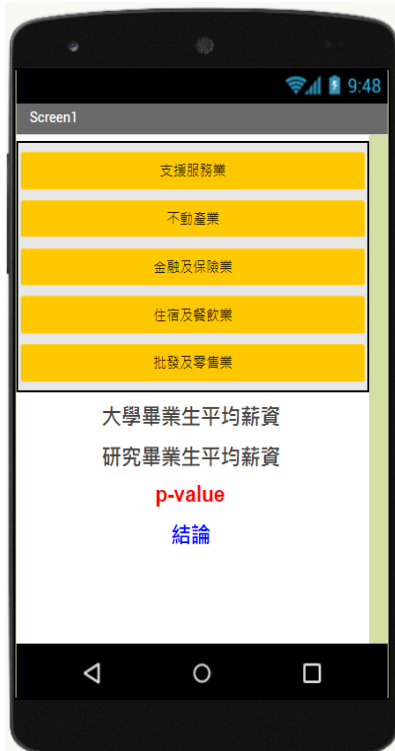 9:48
Screen1
支援服務業
不動產業
金融及保險業
住宿及餐飲業
批發及零售業
大學畢業生平均薪資
研究畢業生平均薪資
p-value
結論